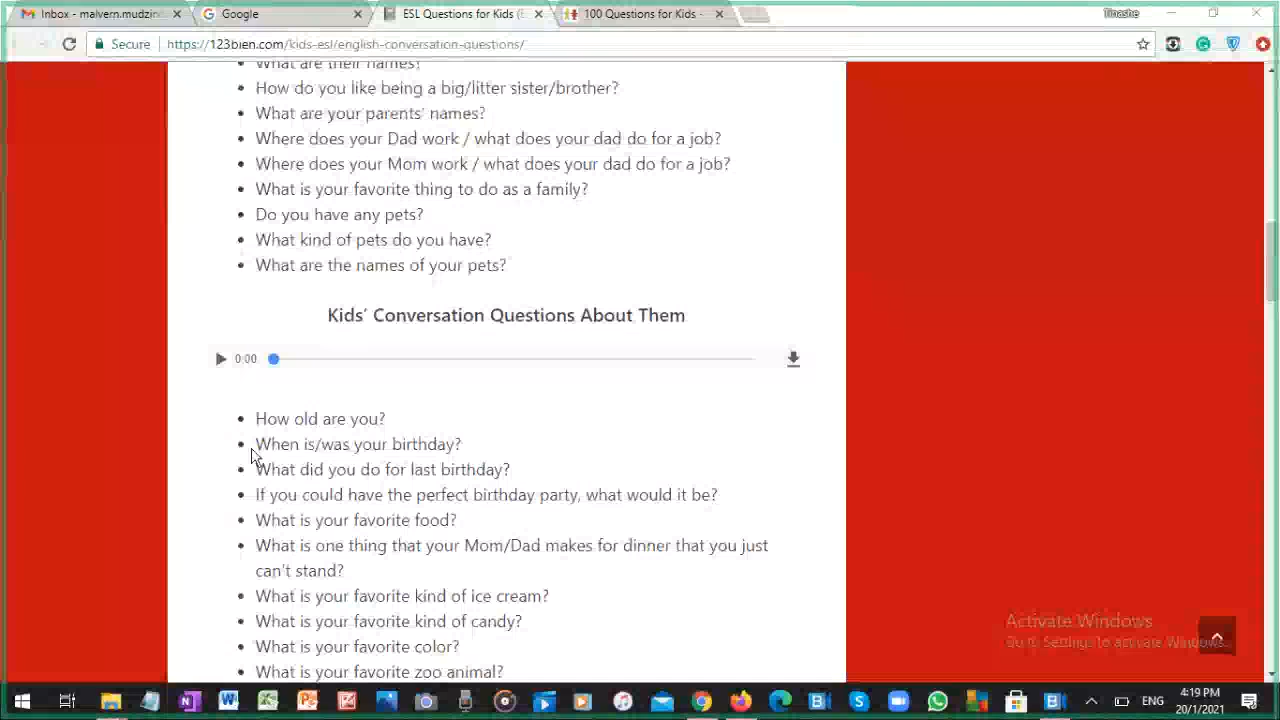 Inbox - malvern.mudzin
Google
ESL Questions for Kids (E
100 Questions for Kids -
Tinashe
Secure
https://123bien.com/kids-esl/english-conversation-questions/
What are their names?
How do you like being a big/litter sister/brother?
What are your parents' names?
Where does your Dad work / what does your dad do for a job?
Where does your Mom work / what does your dad do for a job?
What is your favorite thing to do as a family?
Do you have any pets?
What kind of pets do you have?
What are the names of your pets?
Kids' Conversation Questions About Them
0:00
How old are you?
When is/was your birthday?
What did you do for last birthday?
If you could have the perfect birthday party, what would it be?
What is your favorite food?
What is one thing that your Mom/Dad makes for dinner that you just
can't stand?
What is your favorite kind of ice cream?
What is your favorite kind of candy?
What is your favorite color?
What is your favorite zoo animal?
Activate Windows
Go to Settings to activate Windows.
ENG
4:19 PM
20/1/2021